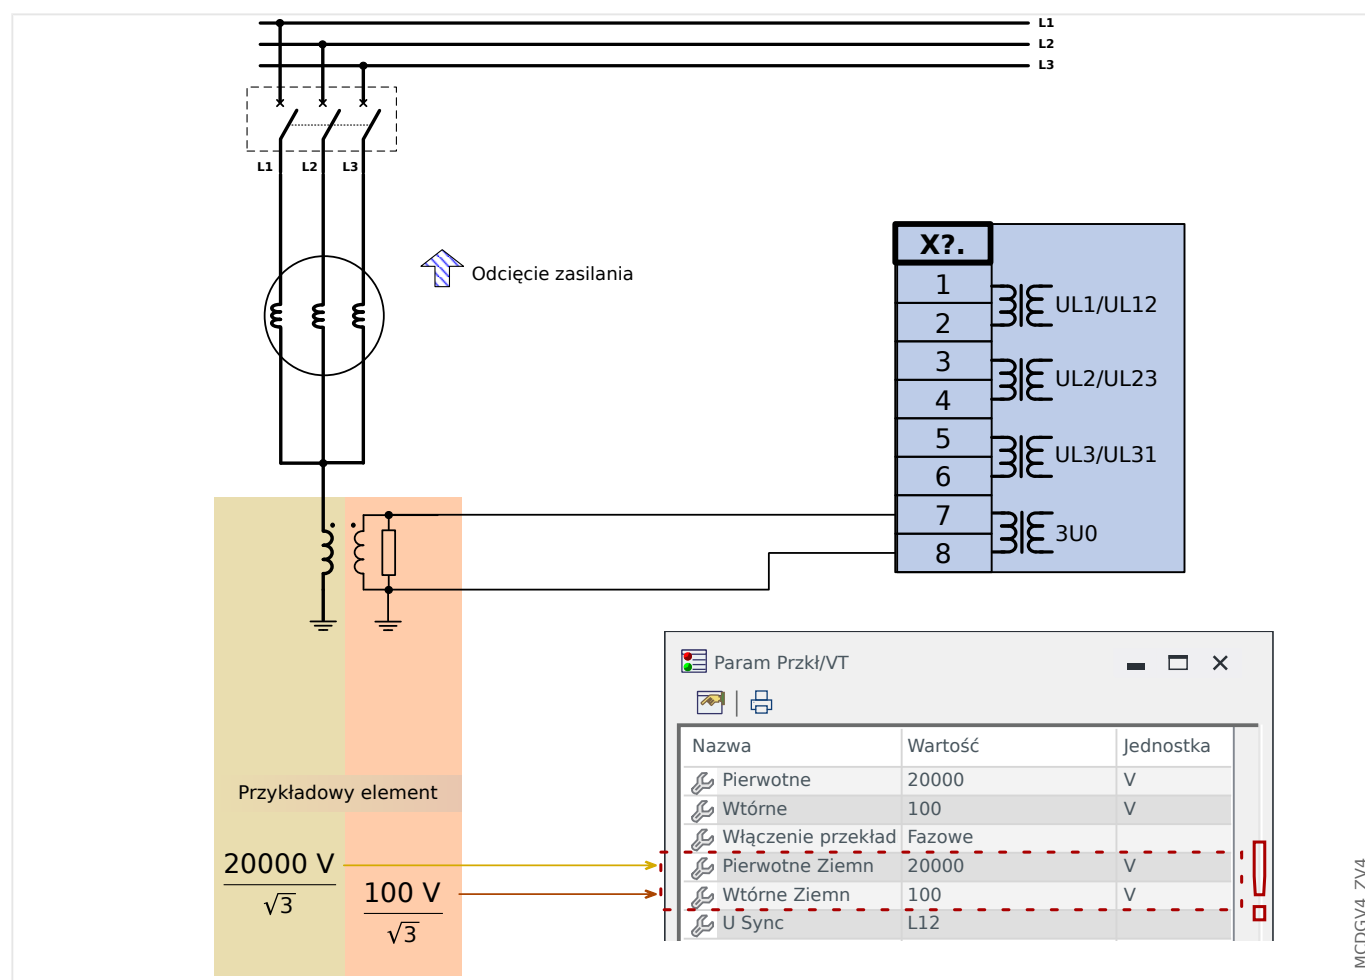 L1
L2
L3
L1 L2 L3
Odcięcie zasilania
X?.
1
2
UL1/UL12
3
4
UL2/UL23
5
6
UL3/UL31
7
8
3U0
Param Przkł/VT
Nazwa Wartość Jednostka
Pierwotne 20000 V
Wtórne 100 V
Włączenie przekład Fazowe
Pierwotne Ziemn 20000 V
Wtórne Ziemn 100 V
U Sync L12
Przykładowy element
20000 V
√3
100 V
√3
MCDGV4_ZV4